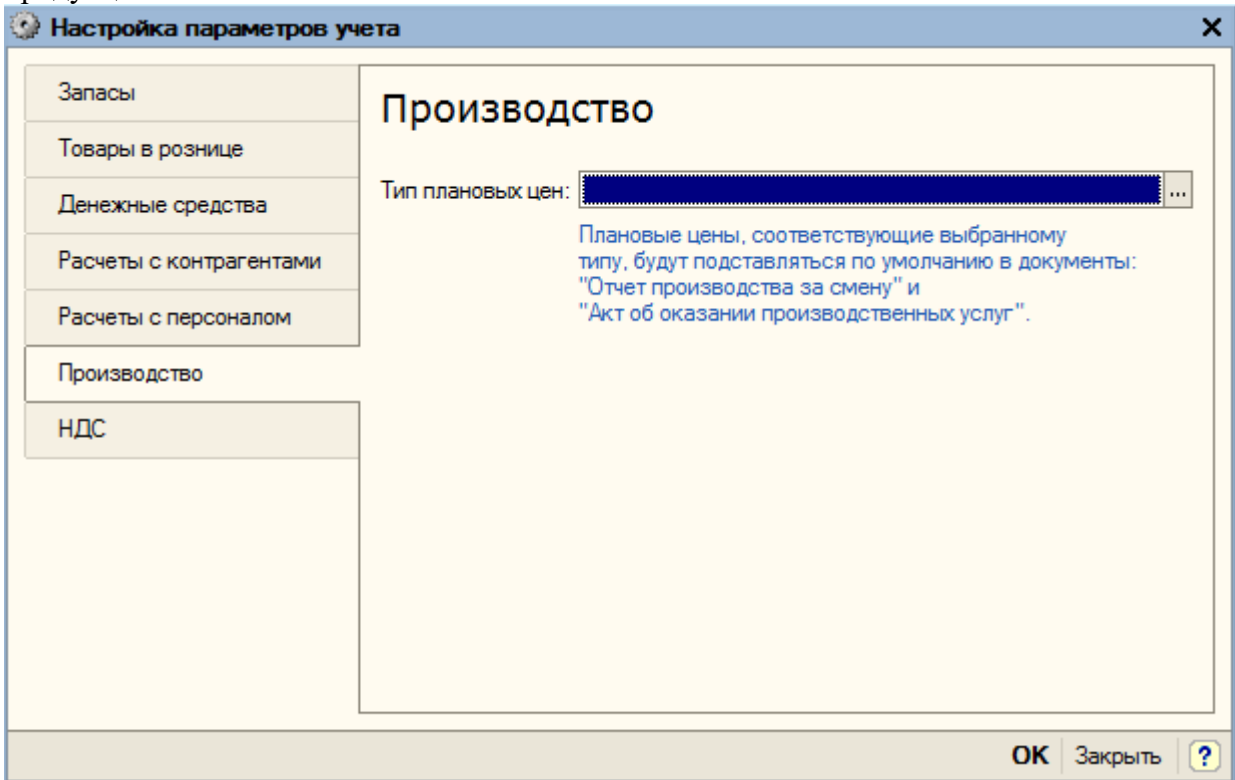 Настройка параметров учета
Запасы
Товары в рознице
Денежные средства
Расчеты с контрагентами
Расчеты с персоналом
Производство
НДС
Производство
Тип плановых цен: ...
Плановые цены, соответствующие выбранному
типу, будут подставляться по умолчанию в документы:
"Отчет производства за смену" и
"Акт об оказании производственных услуг".
OK Закрыть ?